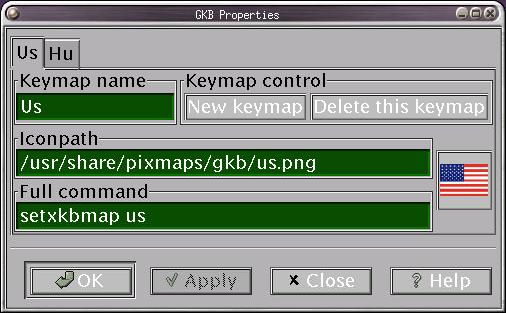 GKB Properties
Us Hu
Keymap name Keymap control
Us New keymap Delete this keymap
Iconpath
/usr/share/pixmaps/gkb/us.png
Full command
setxkbmap us
OK Apply Close Help